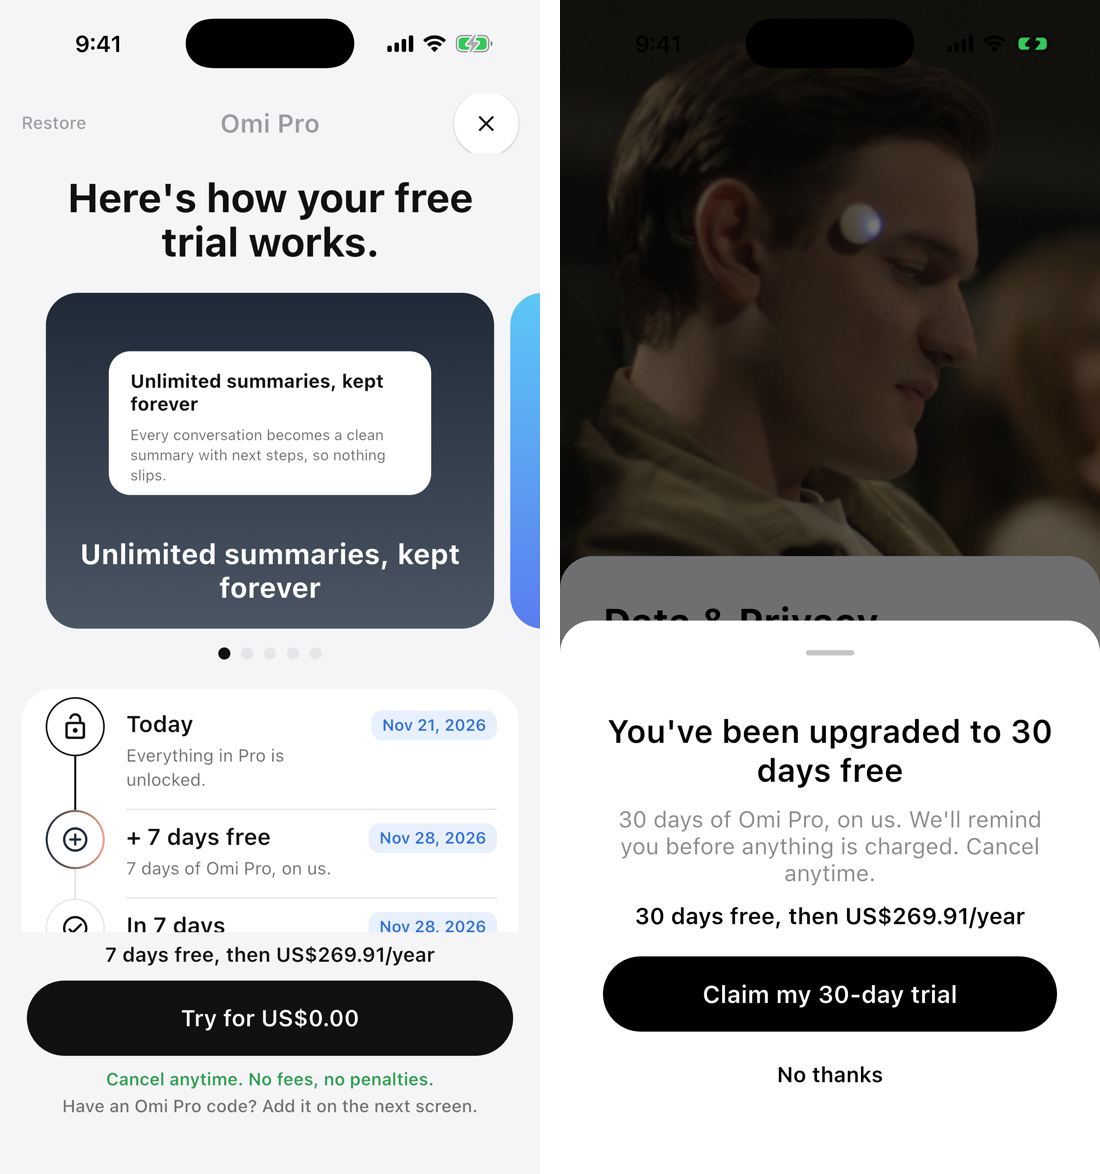 9:41
Restore
Omi Pro
Here's how your free
trial works.
Unlimited summaries, kept
forever
Every conversation becomes a clean
summary with next steps, so nothing
slips.
Unlimited summaries, kept
forever
Today
Nov 21, 2026
Everything in Pro is
unlocked.
+ 7 days free
Nov 28, 2026
7 days of Omi Pro, on us.
In 7 days
Nov 28, 2026
7 days free, then US$269.91/year
Try for US$0.00
Cancel anytime. No fees, no penalties.
Have an Omi Pro code? Add it on the next screen.
9:41
Data & Privacy
You've been upgraded to 30
days free
30 days of Omi Pro, on us. We'll remind
you before anything is charged. Cancel
anytime.
30 days free, then US$269.91/year
Claim my 30-day trial
No thanks